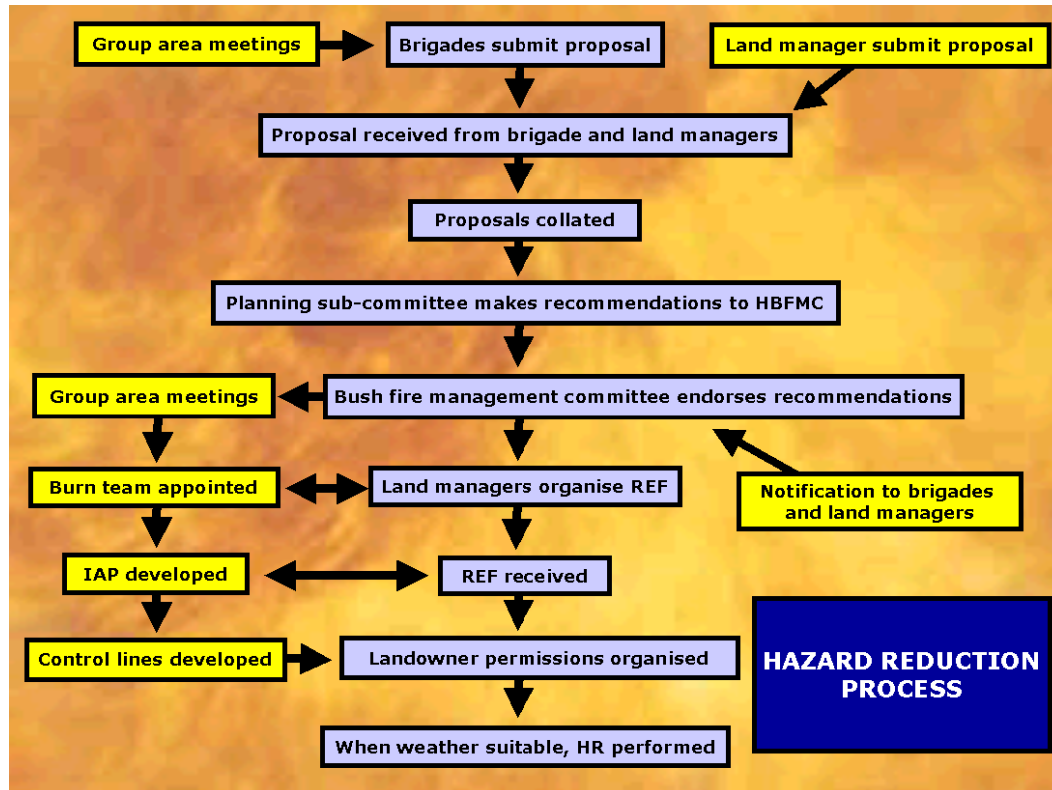 Group area meetings
Brigades submit proposal
Land manager submit proposal
Proposal received from brigade and land managers
Proposals collated
Planning sub-committee makes recommendations to HBFMC
Group area meetings
Bush fire management committee endorses recommendations
Burn team appointed
Land managers organise REF
Notification to brigades
and land managers
IAP developed
REF received
Control lines developed
Landowner permissions organised
HAZARD REDUCTION
PROCESS
When weather suitable, HR performed